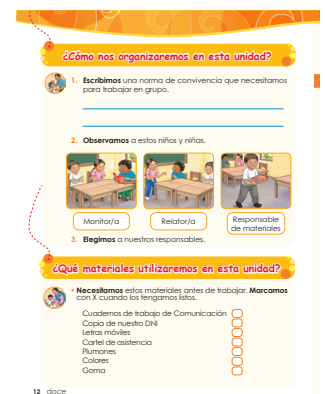 ¿Cómo nos organizaremos en esta unidad?
1. Escribimos una norma de convivencia que necesitamos
para trabajar en grupo.
2. Observamos a estos niños y niñas.
Monitor/a
Relator/a
Responsable
de materiales
3. Elegimos a nuestros responsables.
¿Qué materiales utilizaremos en esta unidad?
• Necesitamos estos materiales antes de trabajar. Marcamos
con X cuando los tengamos listos.
Cuadernos de trabajo de Comunicación
Copia de nuestro DNI
Letras móviles
Cartel de asistencia
Plumones
Colores
Goma
12 doce